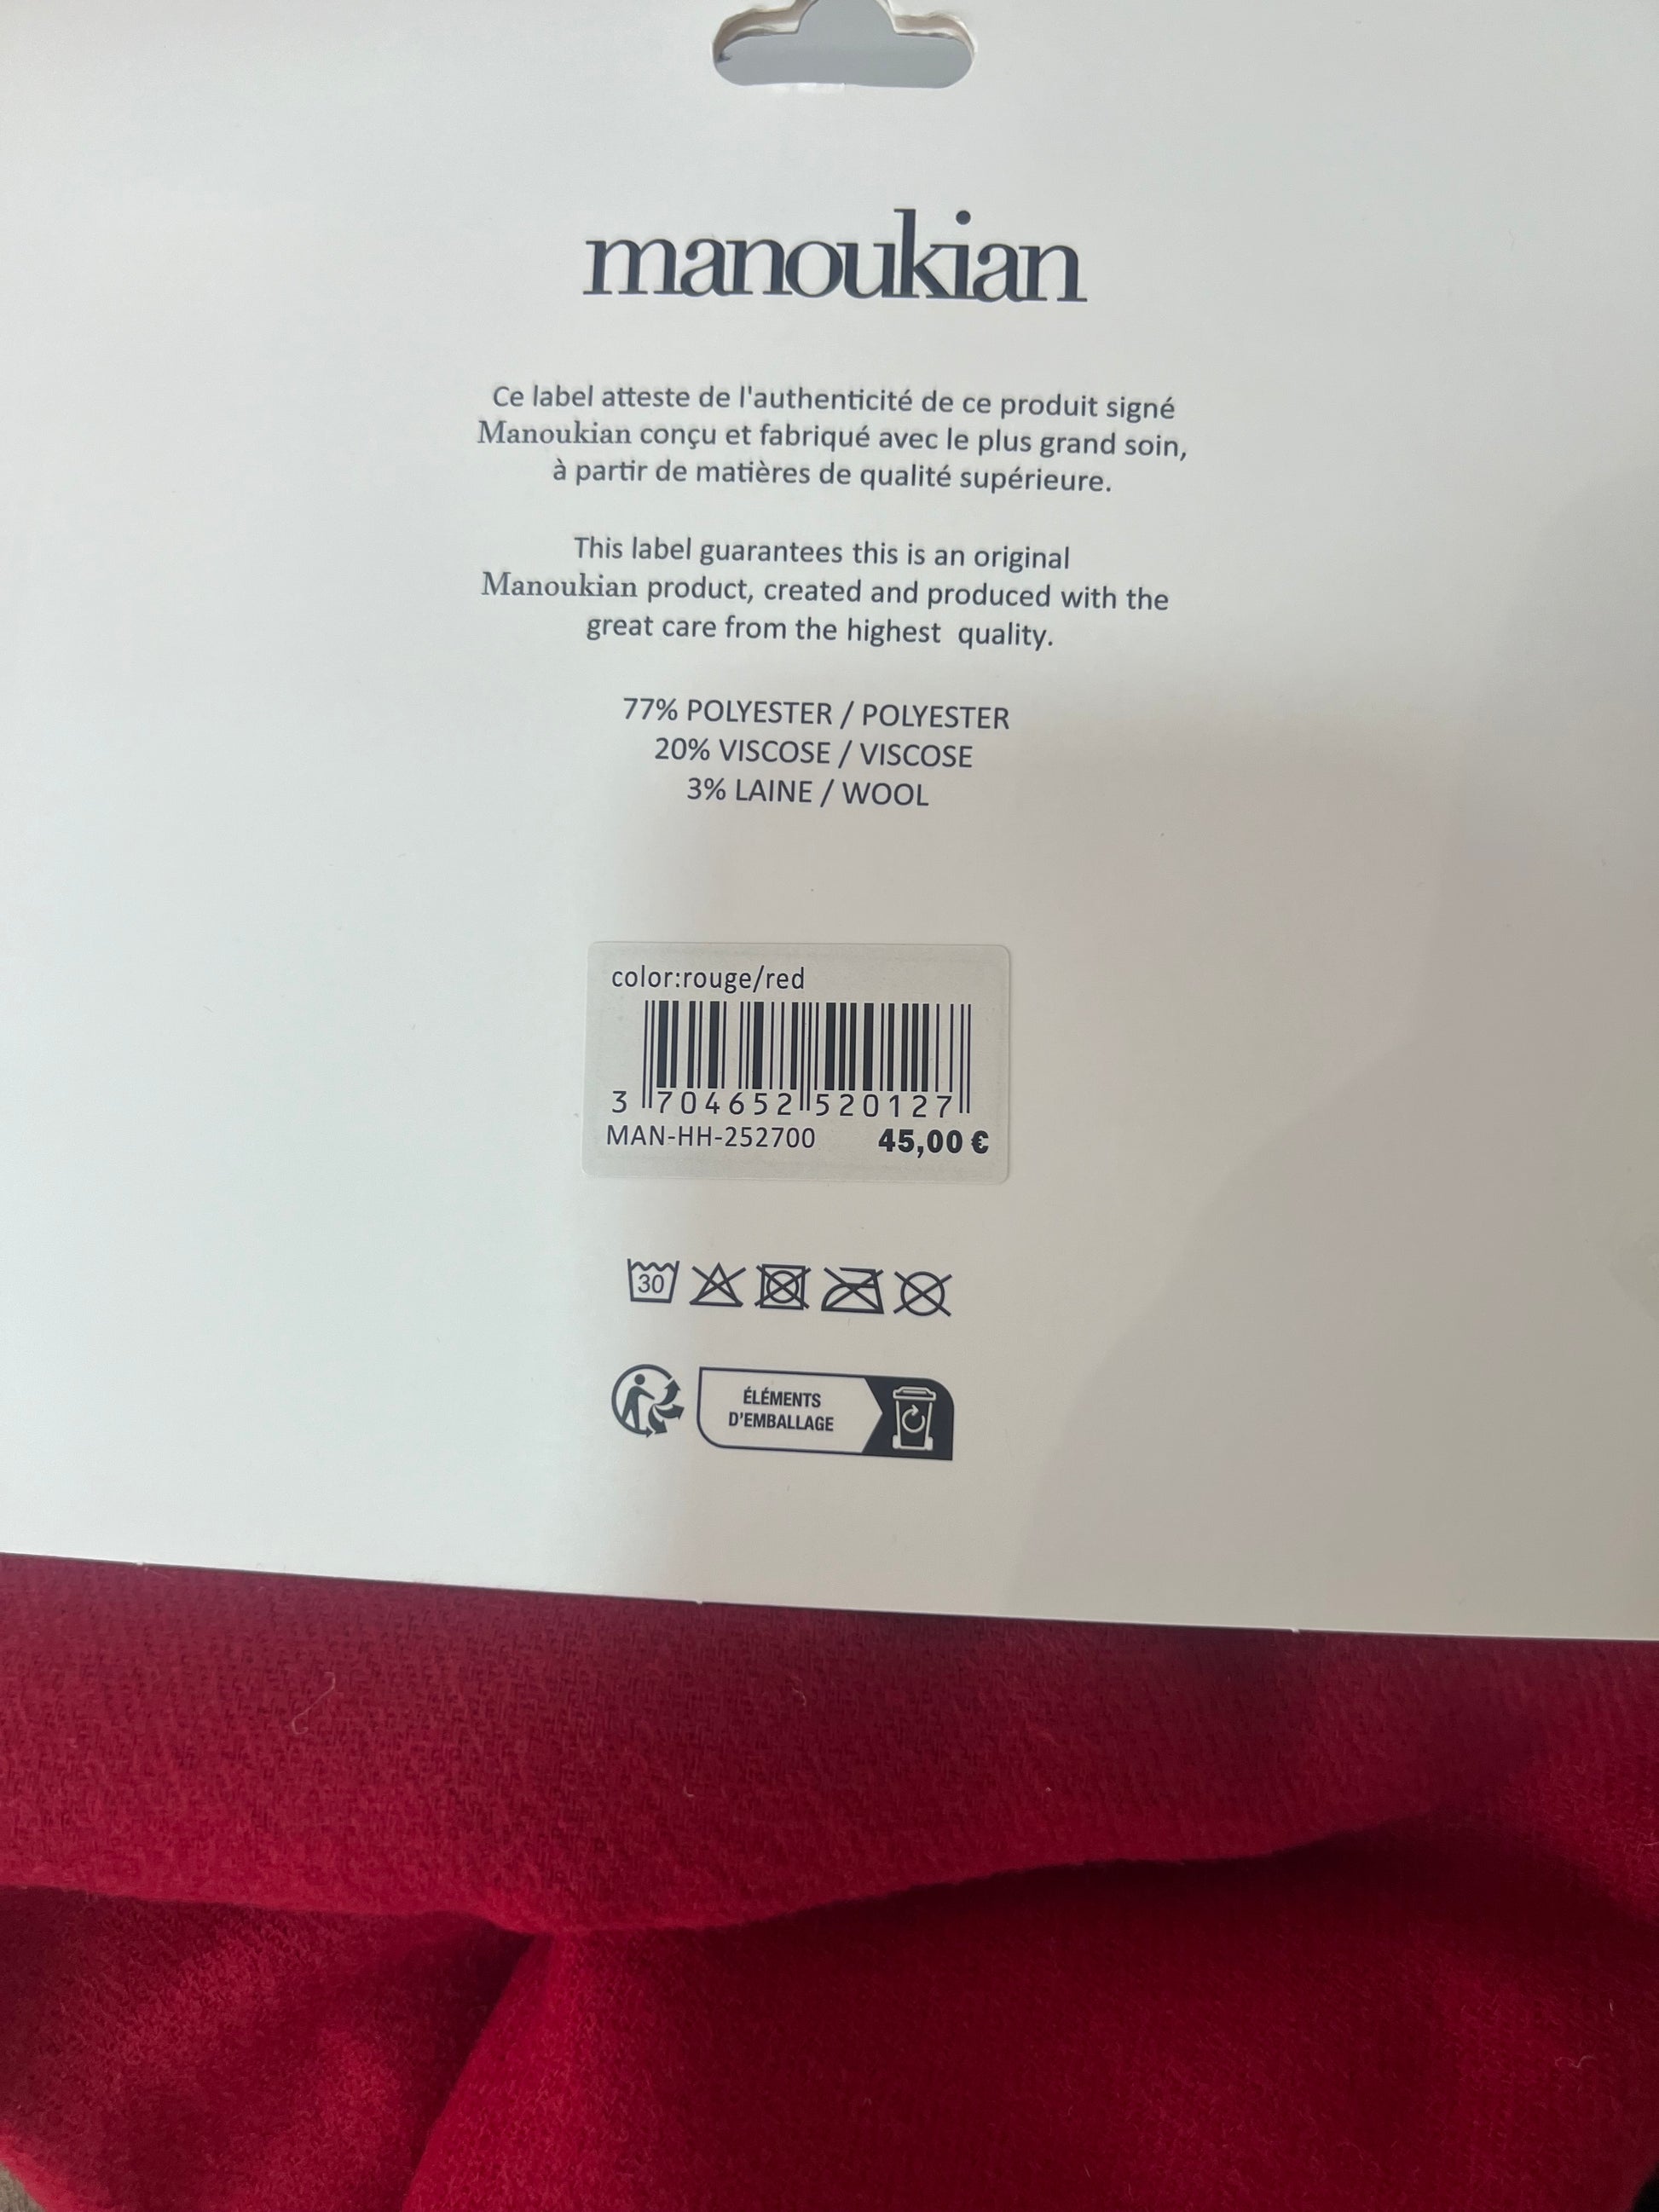 manoukian
Ce label atteste de l'authenticité de ce produit signé
Manoukian conçu et fabriqué avec le plus grand soin,
à partir de matières de qualité supérieure.
This label guarantees this is an original
Manoukian product, created and produced with the
great care from the highest quality.
77% POLYESTER / POLYESTER
20% VISCOSE / VISCOSE
3% LAINE / WOOL
color:rouge/red
3 704652 520127
MAN-HH-252700 45,00 €
30
ÉLÉMENTS
D'EMBALLAGE